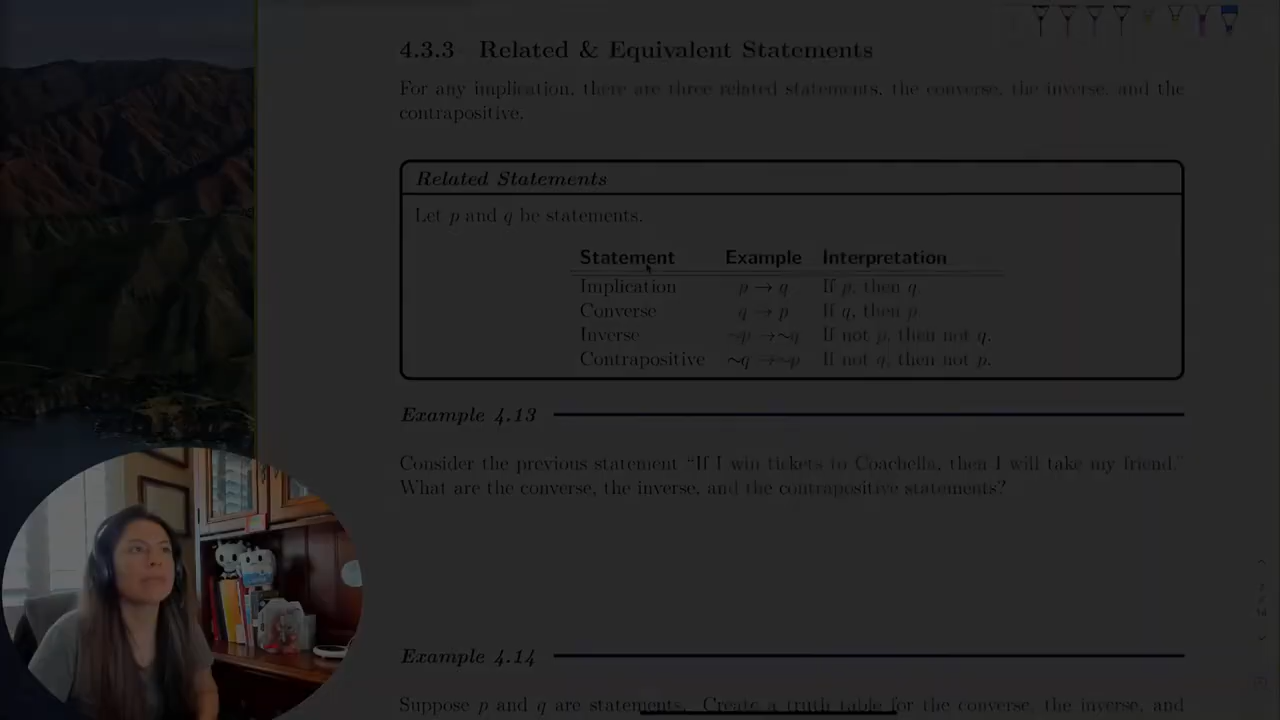 4.3.3 Related & Equivalent Statements
For any implication, there are three related statements, the converse, the inverse, and the
contrapositive.
Related Statements
Let p and q be statements.
Statement Example Interpretation
Implication p → q If p, then q.
Converse q → p If q, then p
Inverse ~p →~q If not p, then not q.
Contrapositive ~q →~p If not q, then not p.
Example 4.13
Consider the previous statement “If I win tickets to Coachella, then I will take my friend.”
What are the converse, the inverse, and the contrapositive statements?
Example 4.14
Suppose p and q are statements. Create a truth table for the converse, the inverse, and